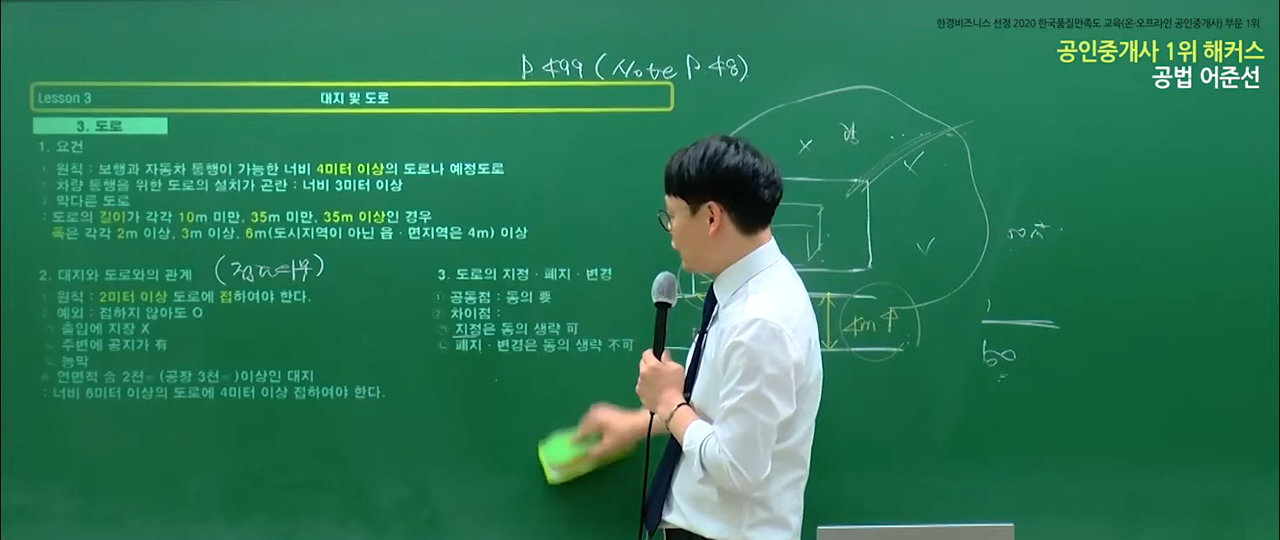 한경비즈니스 선정 2020 한국품질만족도 교육(온·오프라인 공인중개사) 부문 1위
공인중개사 1위 해커스
공법 어준선
P 499 (Note P. 48)
Lesson 3 대지 및 도로
3. 도로
1. 요건
원칙 : 보행과 자동차 통행이 가능한 너비 4미터 이상의 도로나 예정도로
차량 통행을 위한 도로의 설치가 곤란 : 너비 3미터 이상
막다른 도로
: 도로의 길이가 각각 10m 미만, 35m 미만, 35m 이상인 경우
폭은 각각 2m 이상, 3m 이상, 6m(도시지역이 아닌 읍·면지역은 4m) 이상
2. 대지와 도로와의 관계
① 원칙 : 2미터 이상 도로에 접하여야 한다.
② 예외 : 접하지 않아도 O
출입에 지장 X
주변에 공지가 有
농막
연면적 合 2천㎡(공장 3천㎡)이상인 대지
: 너비 6미터 이상의 도로에 4미터 이상 접하여야 한다.
3. 도로의 지정·폐지·변경
① 공통점 : 동의 要
② 차이점 :
㉠ 지정은 동의 생략 可
㉡ 폐지·변경은 동의 생략 不可
4m
60